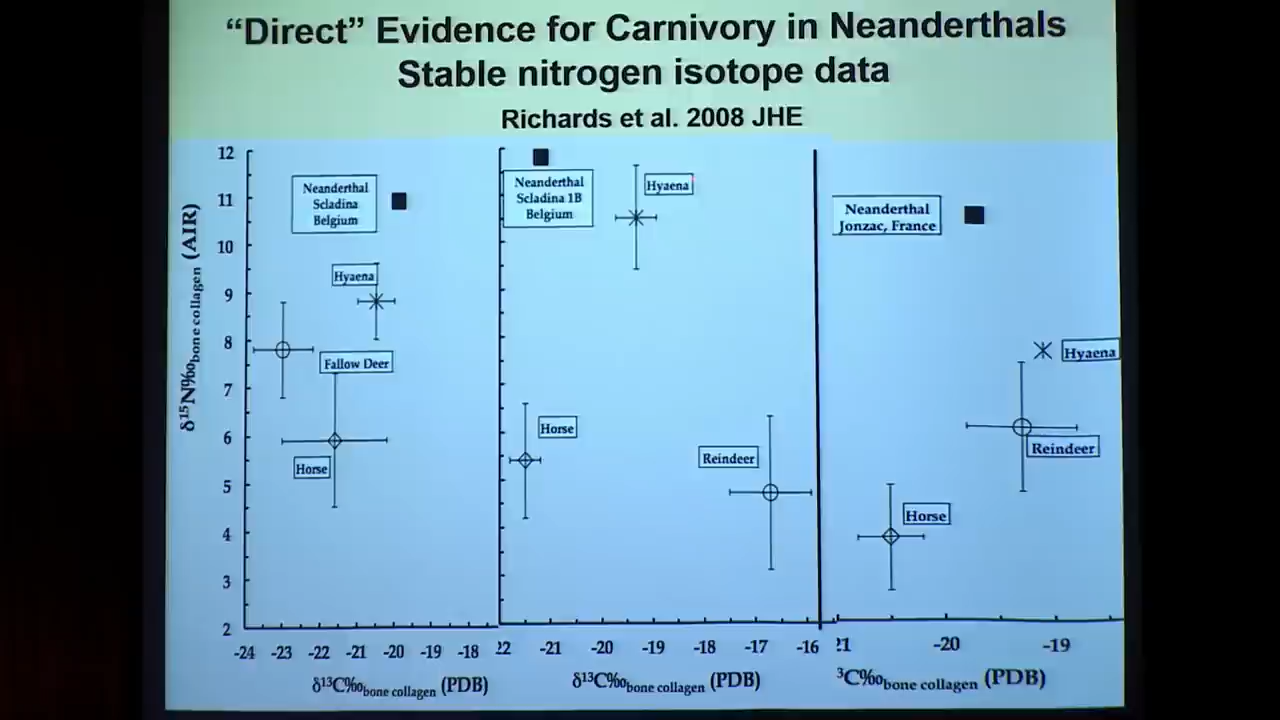 “Direct” Evidence for Carnivory in Neanderthals
Stable nitrogen isotope data
Richards et al. 2008 JHE
δ¹⁵N‰bone collagen (AIR)
12
11
10
9
8
7
6
5
4
3
2
Neanderthal
Scladina
Belgium
Hyaena
Fallow Deer
Horse
-24 -23 -22 -21 -20 -19 -18
δ¹³C‰bone collagen (PDB)
Neanderthal
Scladina 1B
Belgium
Hyaena
Horse
Reindeer
22 -21 -20 -19 -18 -17 -16
δ¹³C‰bone collagen (PDB)
Neanderthal
Jonzac, France
Hyaena
Reindeer
Horse
21 -20 -19
³C‰bone collagen (PDB)